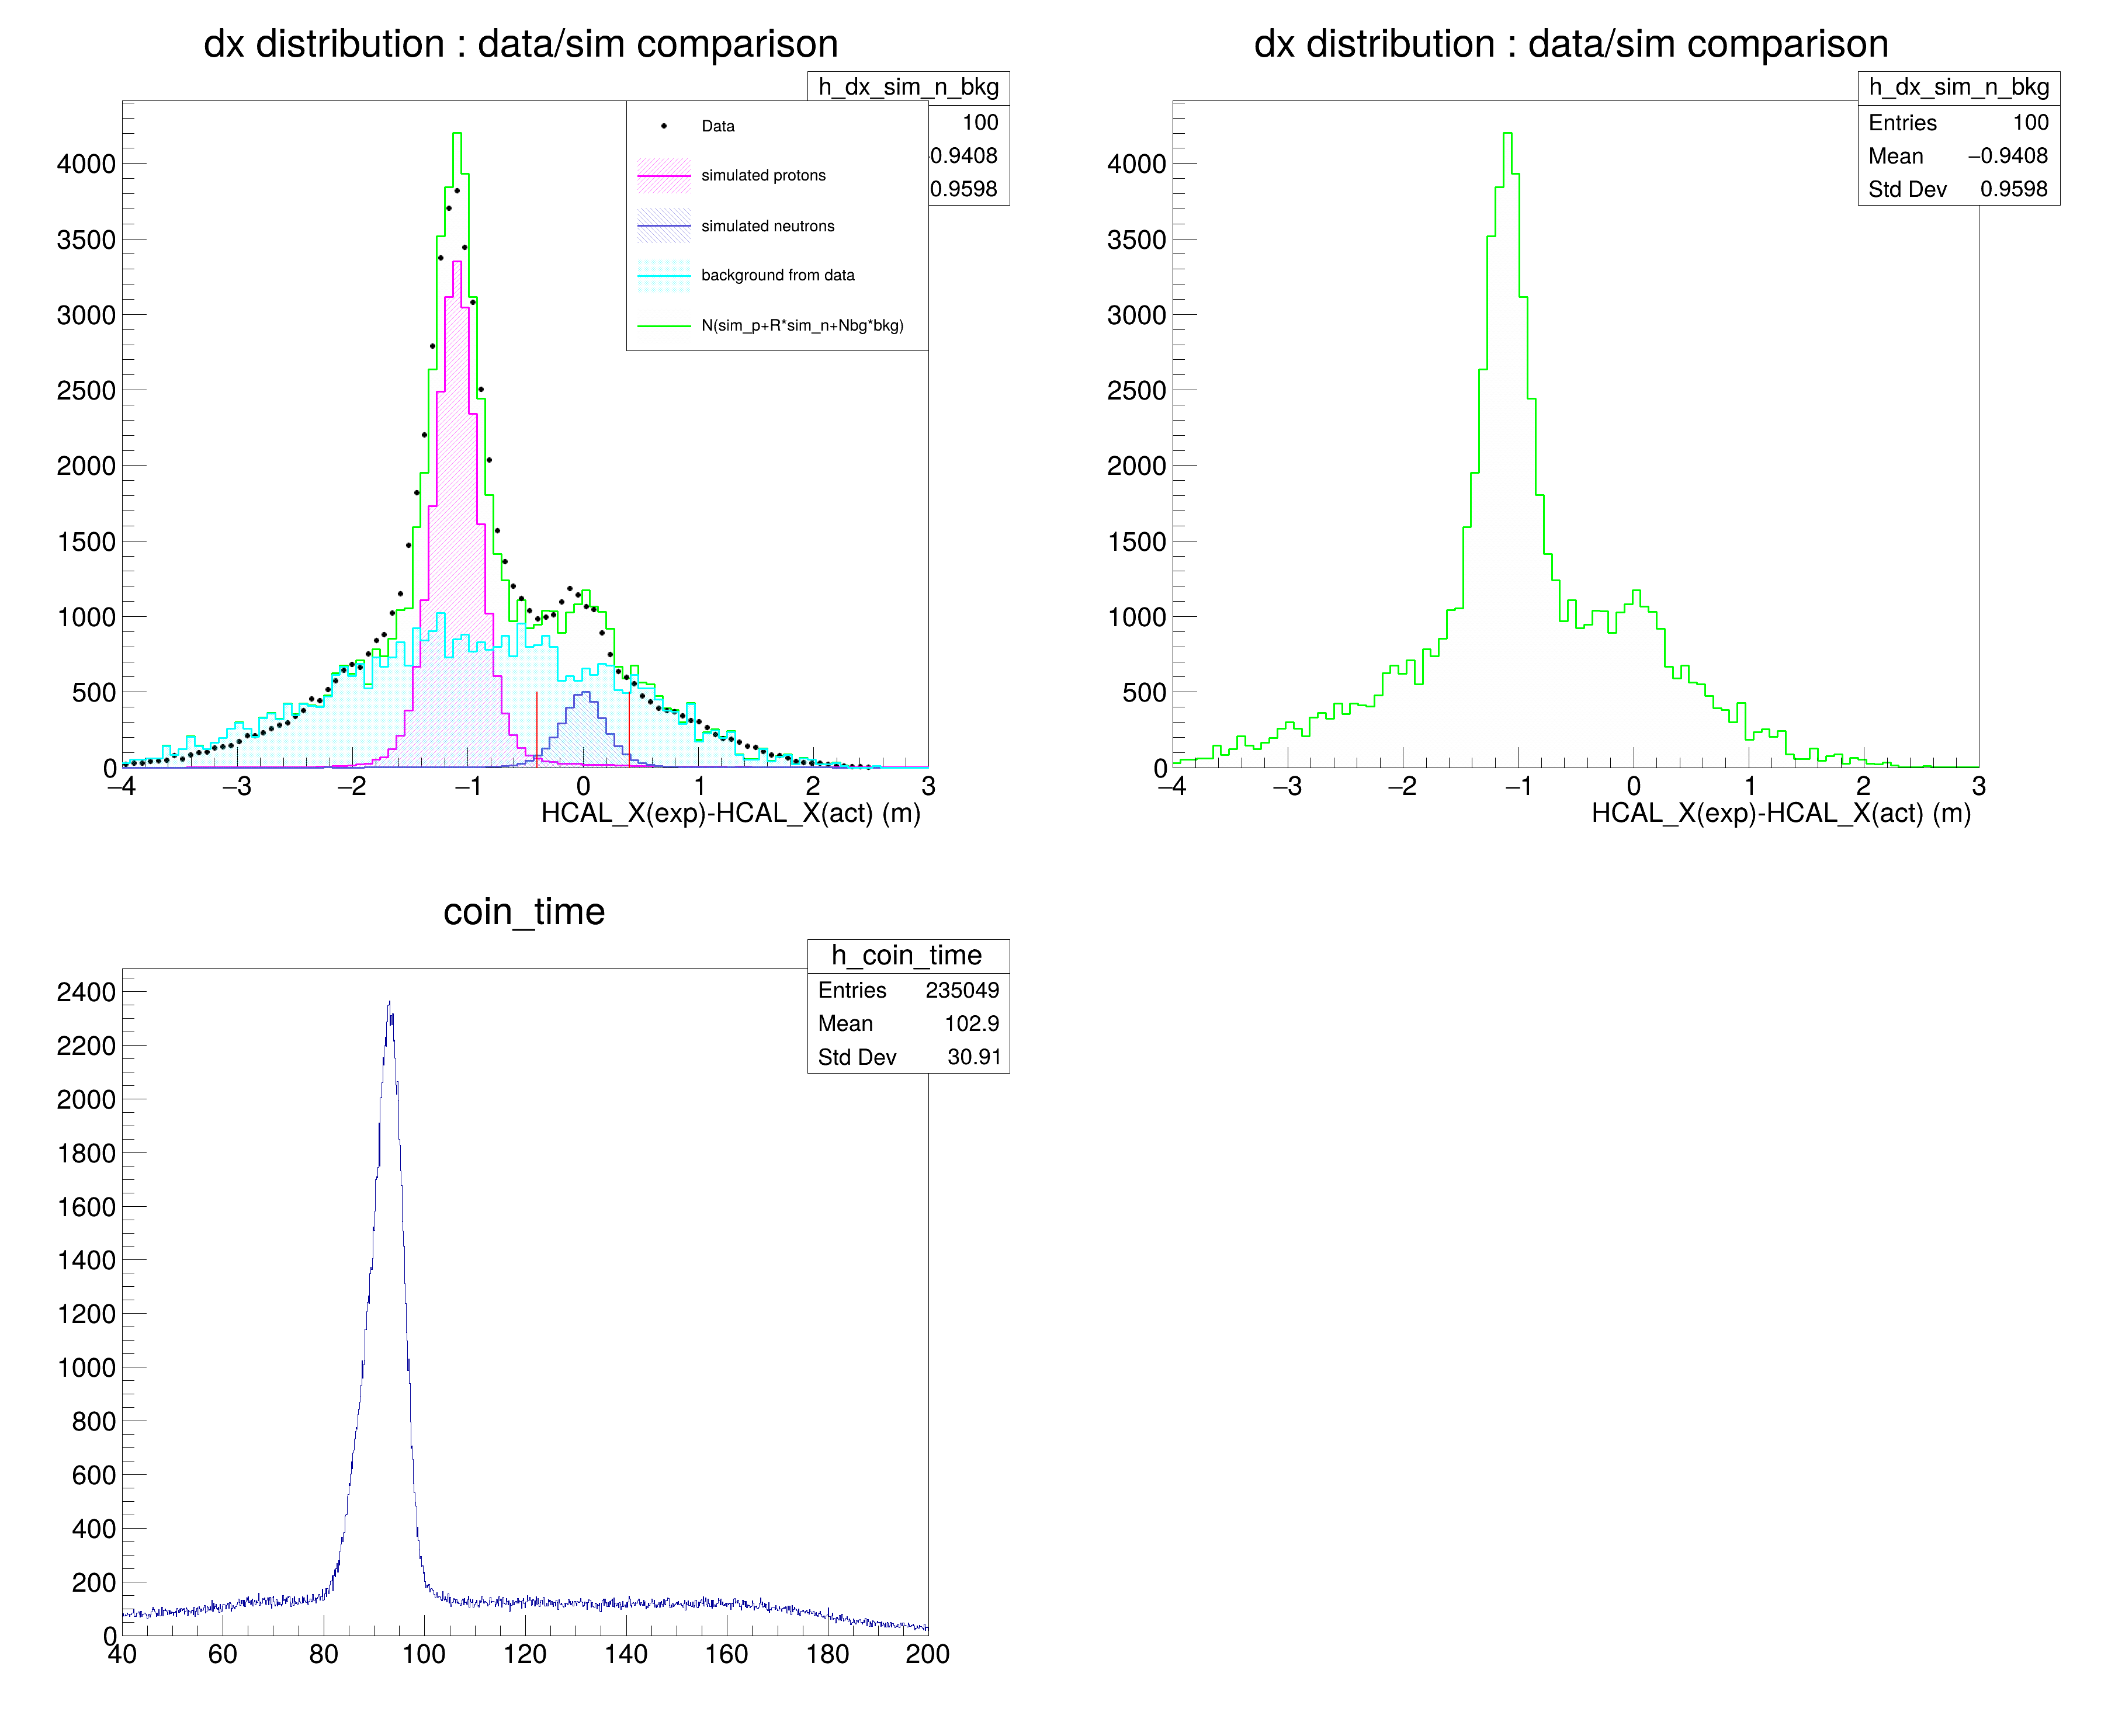 dx distribution : data/sim comparison
h_dx_sim_n_bkg
100
−0.9408
0.9598
Data
simulated protons
simulated neutrons
background from data
N(sim_p+R*sim_n+Nbg*bkg)
4000
3500
3000
2500
2000
1500
1000
500
0
−4 −3 −2 −1 0 1 2 3
HCAL_X(exp)-HCAL_X(act) (m)
dx distribution : data/sim comparison
h_dx_sim_n_bkg
Entries 100
Mean −0.9408
Std Dev 0.9598
4000
3500
3000
2500
2000
1500
1000
500
0
−4 −3 −2 −1 0 1 2 3
HCAL_X(exp)-HCAL_X(act) (m)
coin_time
h_coin_time
Entries 235049
Mean 102.9
Std Dev 30.91
2400
2200
2000
1800
1600
1400
1200
1000
800
600
400
200
0
40 60 80 100 120 140 160 180 200